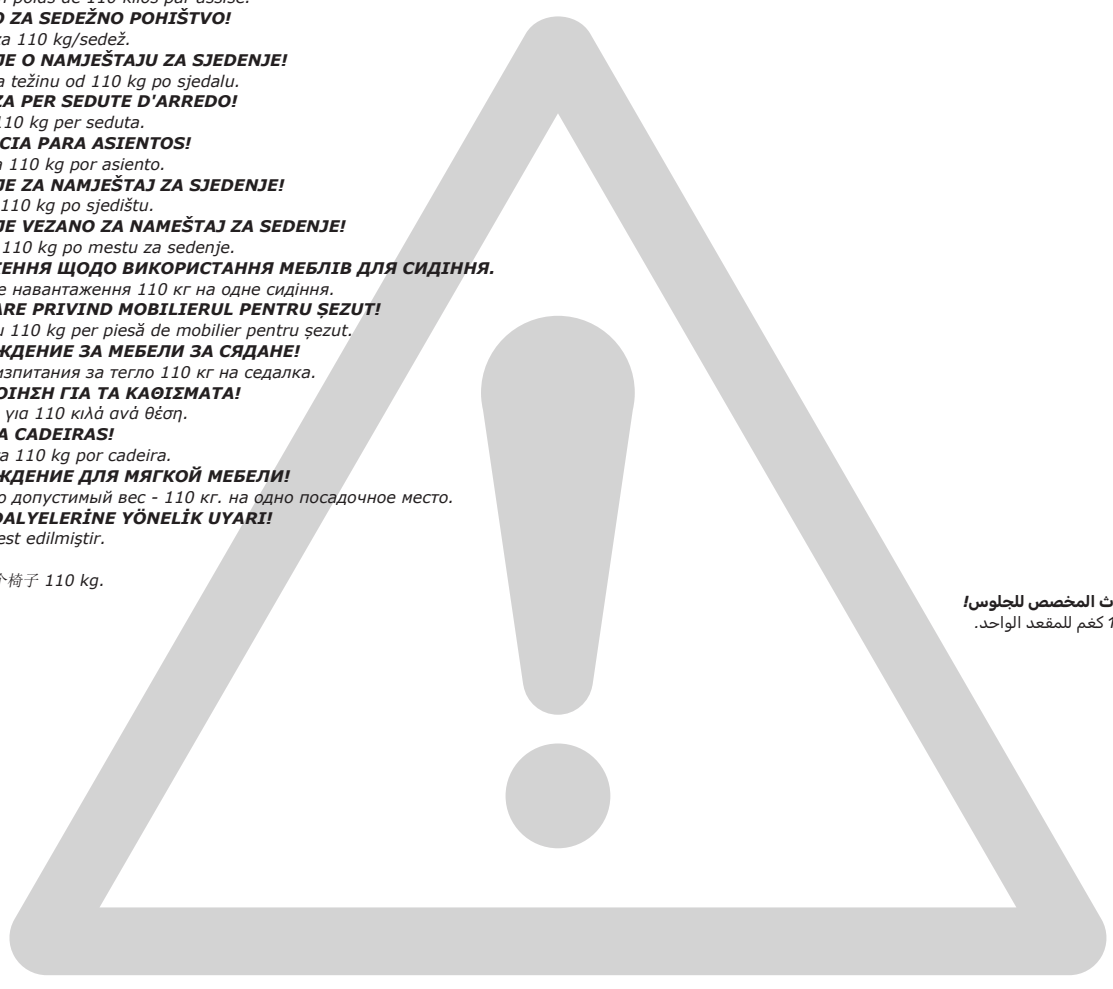 poids de 110 kilos par assise.
ZA SEDEŽNO POHIŠTVO!
za 110 kg/sedež.
JE O NAMJEŠTAJU ZA SJEDENJE!
težinu od 110 kg po sjedalu.
ZA PER SEDUTE D'ARREDO!
110 kg per seduta.
CIA PARA ASIENTOS!
110 kg por asiento.
JE ZA NAMJEŠTAJ ZA SJEDENJE!
110 kg po sjedištu.
JE VEZANO ZA NAMEŠTAJ ZA SEDENJE!
110 kg po mestu za sedenje.
ЕННЯ ЩОДО ВИКОРИСТАННЯ МЕБЛІВ ДЛЯ СИДІННЯ.
е навантаження 110 кг на одне сидіння.
ARE PRIVIND MOBILIERUL PENTRU ȘEZUT!
u 110 kg per piesă de mobilier pentru șezut.
ЖДЕНИЕ ЗА МЕБЕЛИ ЗА СЯДАНЕ!
изпитания за тегло 110 кг на седалка.
ΟΙΗΣΗ ΓΙΑ ΤΑ ΚΑΘΙΣΜΑΤΑ!
για 110 κιλά ανά θέση.
A CADEIRAS!
a 110 kg por cadeira.
ЖДЕНИЕ ДЛЯ МЯГКОЙ МЕБЕЛИ!
о допустимый вес - 110 кг. на одно посадочное место.
DALYELERİNE YÖNELİK UYARI!
est edilmiştir.
个椅子 110 kg.
ث المخصص للجلوس!
كغم للمقعد الواحد.